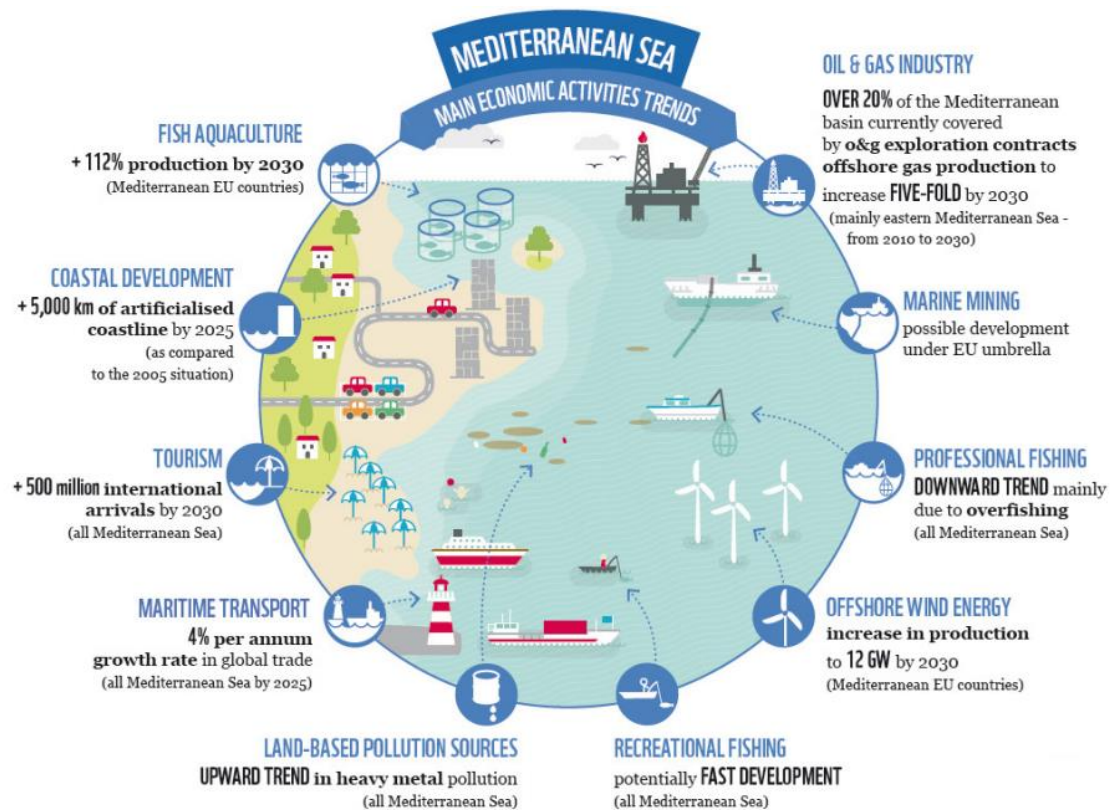 MEDITERRANEAN SEA
MAIN ECONOMIC ACTIVITIES TRENDS
FISH AQUACULTURE
+ 112% production by 2030
(Mediterranean EU countries)
COASTAL DEVELOPMENT
+ 5,000 km of artificialised
coastline by 2025
(as compared
to the 2005 situation)
TOURISM
+ 500 million international
arrivals by 2030
(all Mediterranean Sea)
MARITIME TRANSPORT
4% per annum
growth rate in global trade
(all Mediterranean Sea by 2025)
LAND-BASED POLLUTION SOURCES
UPWARD TREND in heavy metal pollution
(all Mediterranean Sea)
RECREATIONAL FISHING
potentially FAST DEVELOPMENT
(all Mediterranean Sea)
OFFSHORE WIND ENERGY
increase in production
to 12 GW by 2030
(Mediterranean EU countries)
PROFESSIONAL FISHING
DOWNWARD TREND mainly
due to overfishing
(all Mediterranean Sea)
MARINE MINING
possible development
under EU umbrella
OIL & GAS INDUSTRY
OVER 20% of the Mediterranean
basin currently covered
by o&g exploration contracts
offshore gas production to
increase FIVE-FOLD by 2030
(mainly eastern Mediterranean Sea -
from 2010 to 2030)